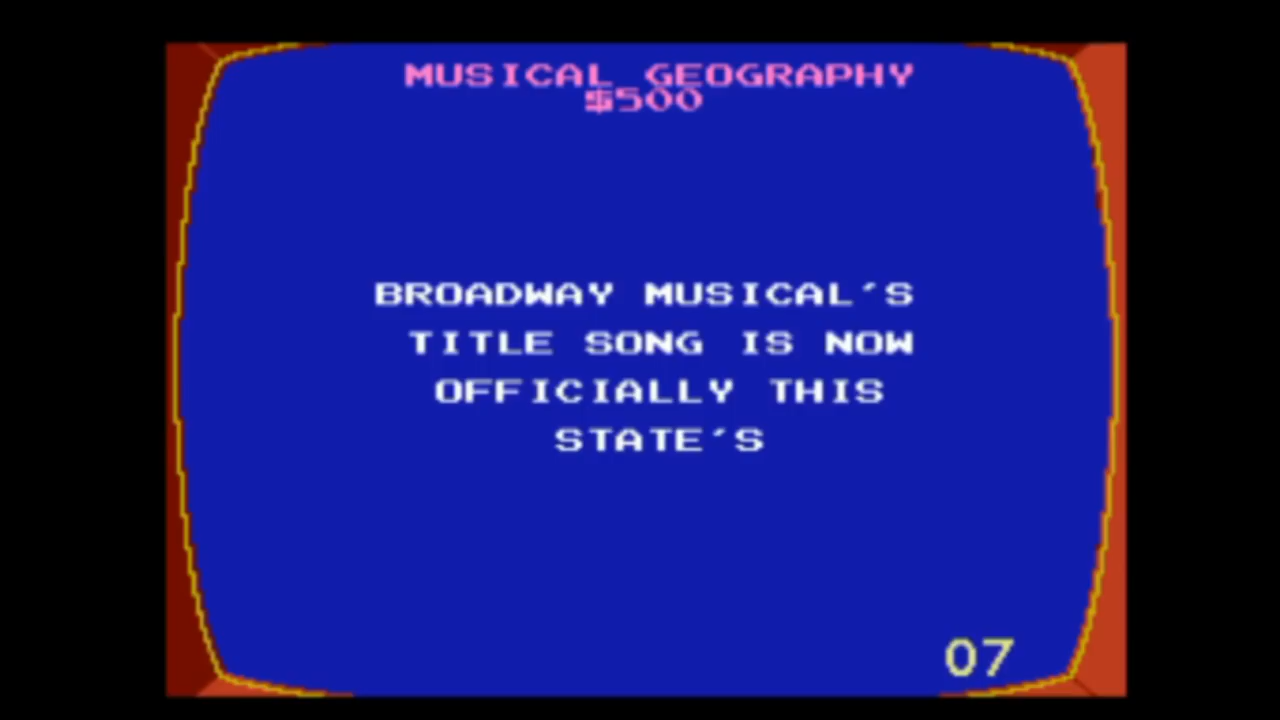 MUSICAL GEOGRAPHY
$500
BROADWAY MUSICAL'S
TITLE SONG IS NOW
OFFICIALLY THIS
STATE'S
07